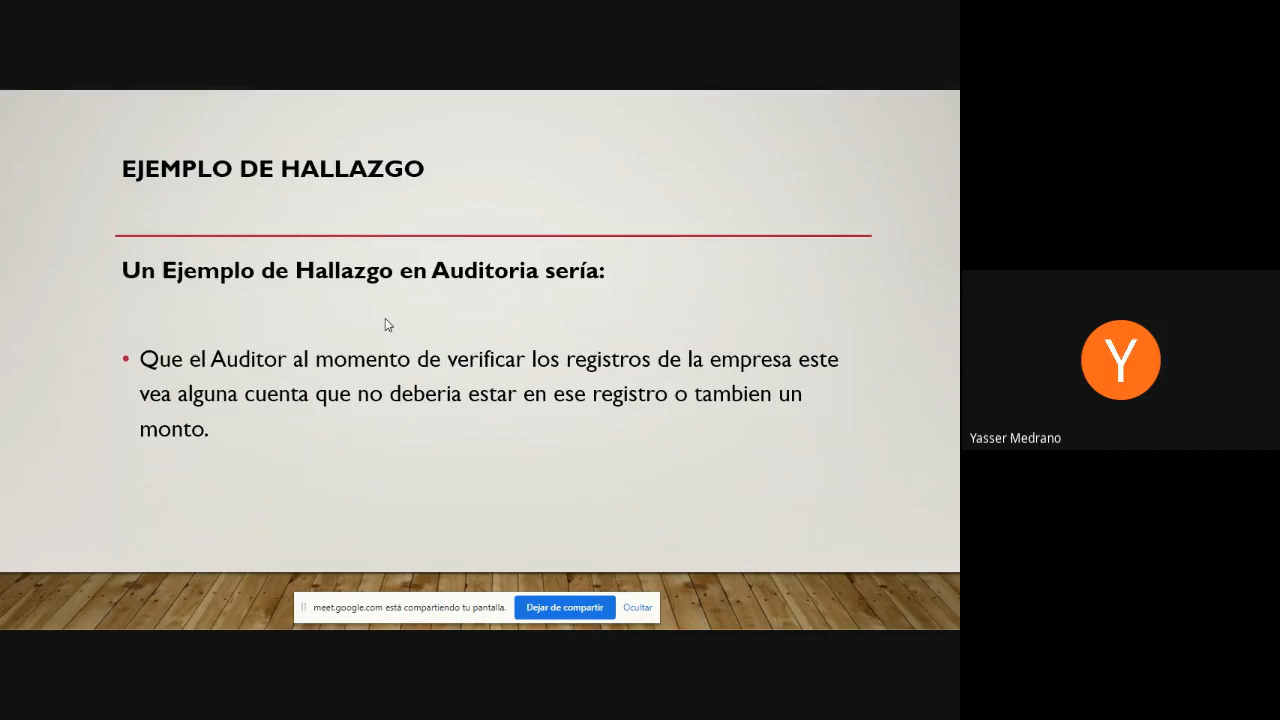 EJEMPLO DE HALLAZGO
Un Ejemplo de Hallazgo en Auditoria sería:
• Que el Auditor al momento de verificar los registros de la empresa este
vea alguna cuenta que no deberia estar en ese registro o tambien un
monto.
meet.google.com está compartiendo tu pantalla.
Dejar de compartir
Ocultar
Y
Yasser Medrano